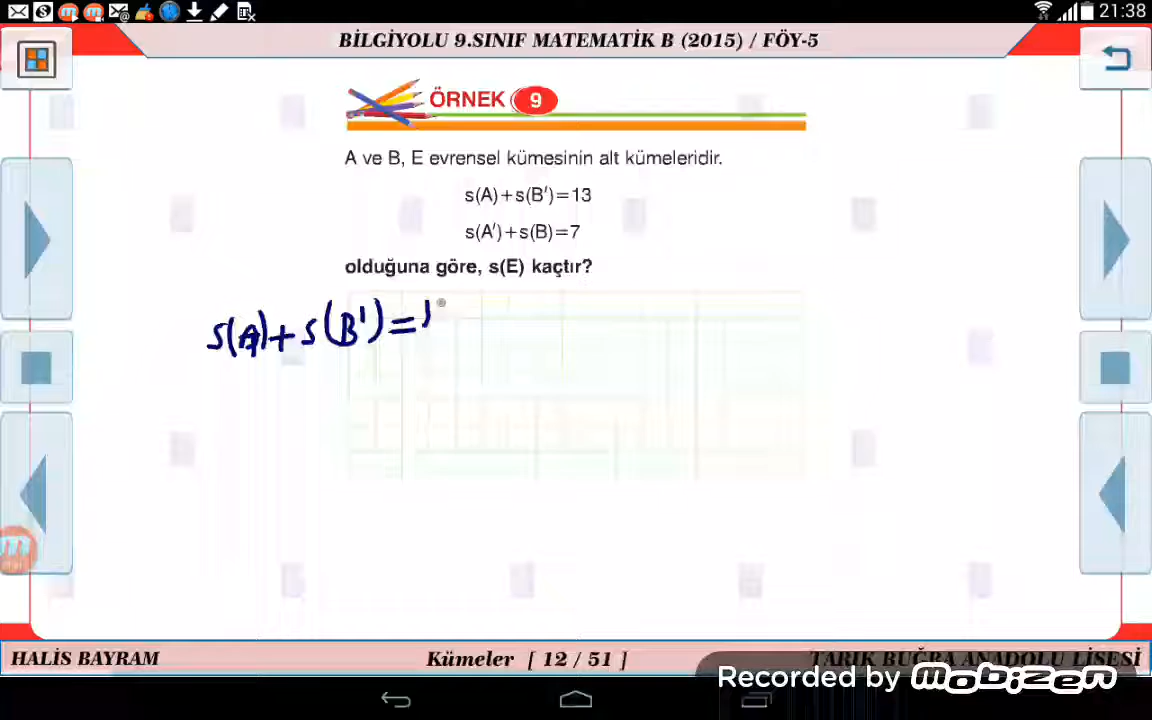 21:38
BİLGİYOLU 9.SINIF MATEMATİK B (2015) / FÖY-5
ÖRNEK 9
A ve B, E evrensel kümesinin alt kümeleridir.
s(A)+s(B')=13
s(A')+s(B)=7
olduğuna göre, s(E) kaçtır?
s(A)+s(B')=1
HALİS BAYRAM
Kümeler [ 12 / 51 ]
TARIK BUĞRA ANADOLU LİSESİ
Recorded by Mobizen